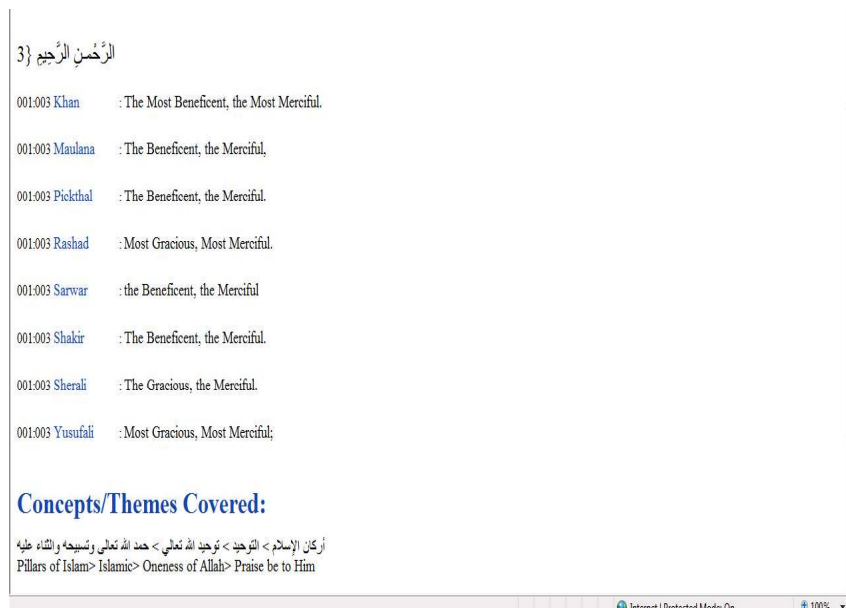 الرَّحْمـنِ الرَّحِيمِ {3
001:003 Khan : The Most Beneficent, the Most Merciful.
001:003 Maulana : The Beneficent, the Merciful,
001:003 Pickthal : The Beneficent, the Merciful.
001:003 Rashad : Most Gracious, Most Merciful.
001:003 Sarwar : the Beneficent, the Merciful
001:003 Shakir : The Beneficent, the Merciful.
001:003 Sherali : The Gracious, the Merciful.
001:003 Yusufali : Most Gracious, Most Merciful;
Concepts/Themes Covered:
أركان الإسلام > التوحيد > توحيد الله تعالي > حمد الله تعالى وتسبيحه والثناء عليه
Pillars of Islam> Islamic> Oneness of Allah> Praise be to Him
Internet | Protected Mode: On 100%